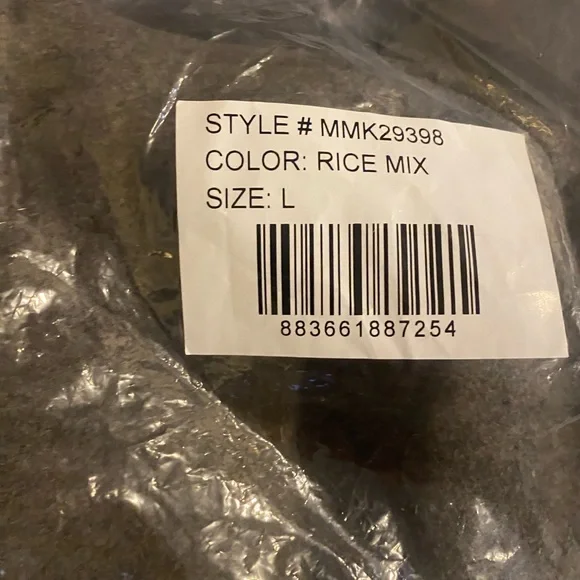 STYLE # MMK29398
COLOR: RICE MIX
SIZE: L
883661887254